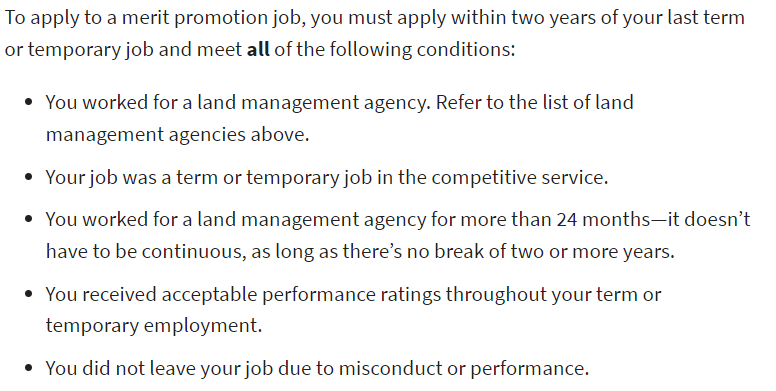 To apply to a merit promotion job, you must apply within two years of your last term
or temporary job and meet all of the following conditions:
• You worked for a land management agency. Refer to the list of land
management agencies above.
• Your job was a term or temporary job in the competitive service.
• You worked for a land management agency for more than 24 months—it doesn’t
have to be continuous, as long as there’s no break of two or more years.
• You received acceptable performance ratings throughout your term or
temporary employment.
• You did not leave your job due to misconduct or performance.